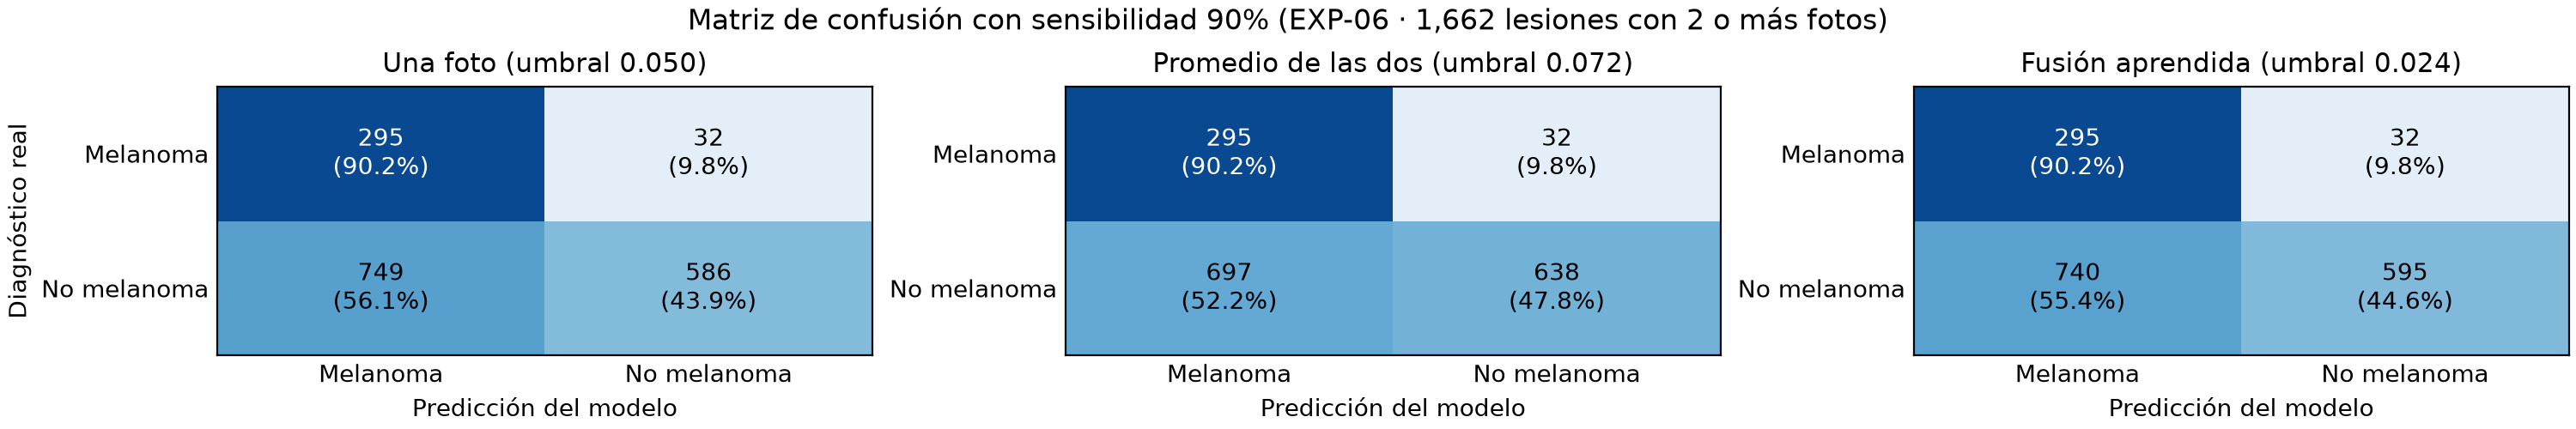 Matriz de confusión con sensibilidad 90% (EXP-06 · 1,662 lesiones con 2 o más fotos)
Una foto (umbral 0.050)
Diagnóstico real
Melanoma
No melanoma
295
(90.2%)
32
(9.8%)
749
(56.1%)
586
(43.9%)
Melanoma
No melanoma
Predicción del modelo
Promedio de las dos (umbral 0.072)
Melanoma
No melanoma
295
(90.2%)
32
(9.8%)
697
(52.2%)
638
(47.8%)
Melanoma
No melanoma
Predicción del modelo
Fusión aprendida (umbral 0.024)
Melanoma
No melanoma
295
(90.2%)
32
(9.8%)
740
(55.4%)
595
(44.6%)
Melanoma
No melanoma
Predicción del modelo